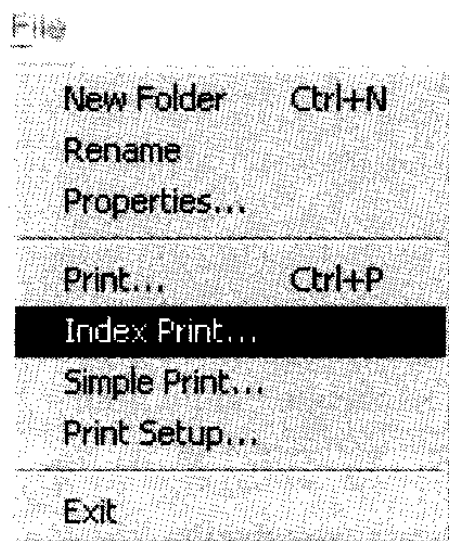 File
New Folder Ctrl+N
Rename
Properties...
Print... Ctrl+P
Index Print...
Simple Print...
Print Setup...
Exit